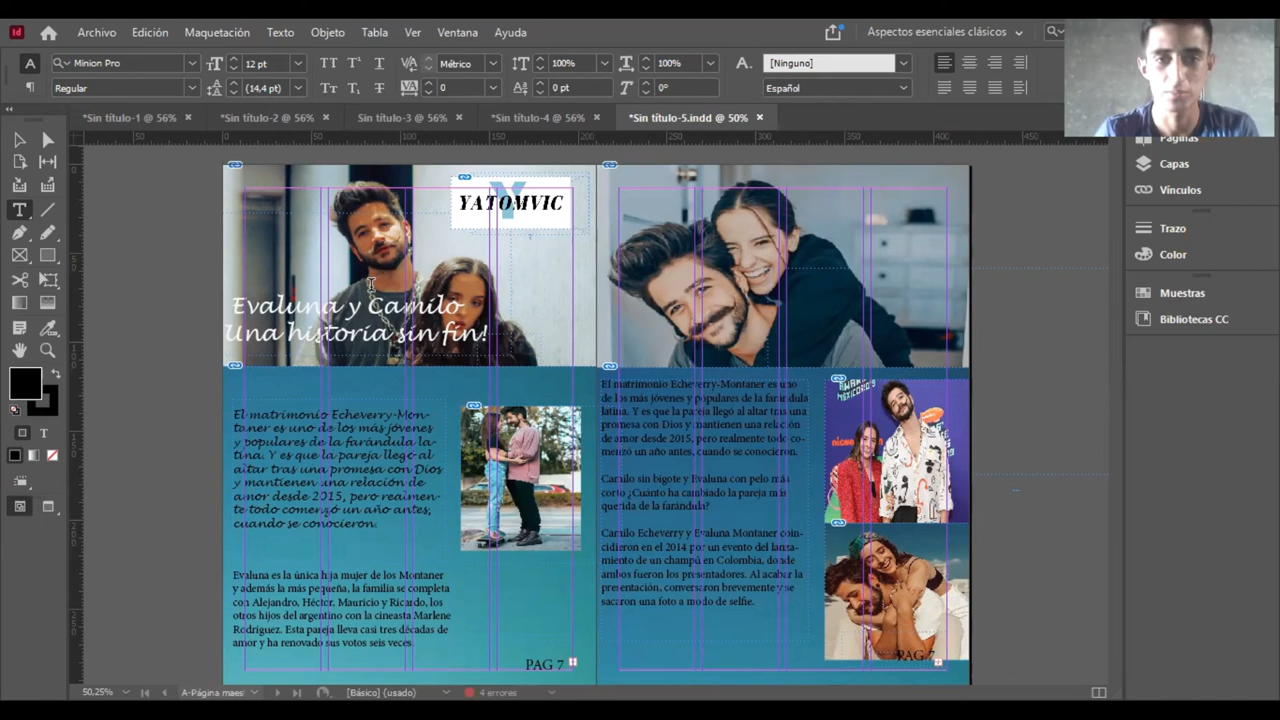 Archivo Edición Maquetación Texto Objeto Tabla Ver Ventana Ayuda
Aspectos esenciales clásicos
Minion Pro
12 pt
Métrico
100%
100%
[Ninguno]
Regular
(14,4 pt)
0
0 pt
0°
Español
*Sin título-1 @ 56% × *Sin título-2 @ 56% × Sin título-3 @ 56% × *Sin título-4 @ 56% × *Sin título-5.indd @ 50% ×
50 0 50 100 150 200 250 300 350 400 450
Páginas
Capas
Vínculos
Trazo
Color
Muestras
Bibliotecas CC
Y
YATOMVIC
Evaluna y Camilo
Una historia sin fin!
El matrimonio Echeverry-Mon-
taner es uno de los más jóvenes
y populares de la farándula la-
tina. Y es que la pareja llegó al
altar tras una promesa con Dios
y mantienen una relación de
amor desde 2015, pero realmen-
te todo comenzó un año antes,
cuando se conocieron.
Evaluna es la única hija mujer de los Montaner
y además la más pequeña, la familia se completa
con Alejandro, Héctor, Mauricio y Ricardo, los
otros hijos del argentino con la cineasta Marlene
Rodríguez. Esta pareja lleva casi tres décadas de
amor y ha renovado sus votos seis veces.
PAG 7
El matrimonio Echeverry-Montaner es uno
de los más jóvenes y populares de la farándula
latina. Y es que la pareja llegó al altar tras una
promesa con Dios y mantienen una relación
de amor desde 2015, pero realmente todo co-
menzó un año antes, cuando se conocieron.
Camilo sin bigote y Evaluna con pelo más
corto ¿Cuánto ha cambiado la pareja más
querida de la farándula?
Camilo Echeverry y Evaluna Montaner coin-
cidieron en el 2014 por un evento del lanza-
miento de un champú en Colombia, donde
ambos fueron los presentadores. Al acabar la
presentación, conversaron brevemente y se
sacaron una foto a modo de selfie.
PAG 7
50,25%
A-Página maes
[Básico] (usado)
4 errores